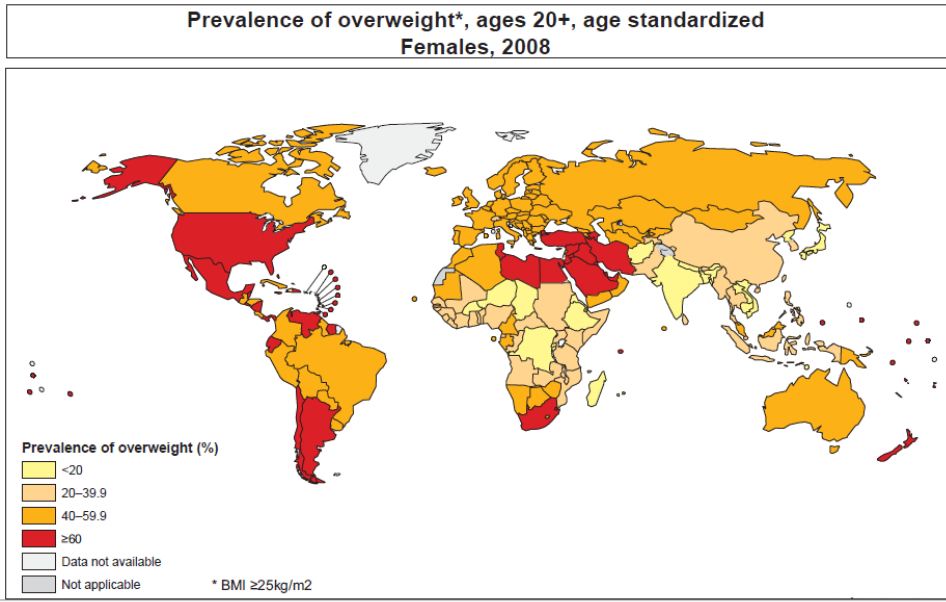 Prevalence of overweight*, ages 20+, age standardized
Females, 2008
Prevalence of overweight (%)
<20
20–39.9
40–59.9
≥60
Data not available
Not applicable
* BMI ≥25kg/m2